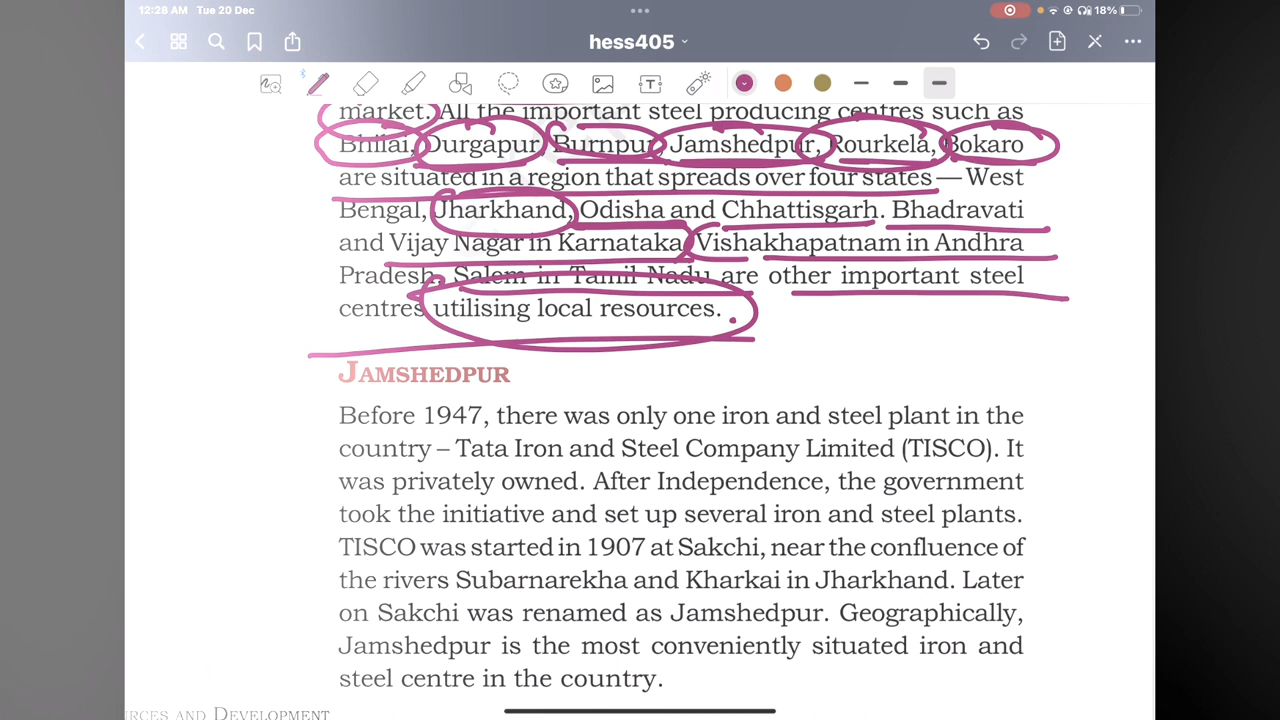 12:28 AM Tue 20 Dec
18%
hess405
market. All the important steel producing centres such as
Bhilai, Durgapur, Burnpur, Jamshedpur, Rourkela, Bokaro
are situated in a region that spreads over four states — West
Bengal, Jharkhand, Odisha and Chhattisgarh. Bhadravati
and Vijay Nagar in Karnataka, Vishakhapatnam in Andhra
Pradesh, Salem in Tamil Nadu are other important steel
centres utilising local resources.
JAMSHEDPUR
Before 1947, there was only one iron and steel plant in the
country – Tata Iron and Steel Company Limited (TISCO). It
was privately owned. After Independence, the government
took the initiative and set up several iron and steel plants.
TISCO was started in 1907 at Sakchi, near the confluence of
the rivers Subarnarekha and Kharkai in Jharkhand. Later
on Sakchi was renamed as Jamshedpur. Geographically,
Jamshedpur is the most conveniently situated iron and
steel centre in the country.
URCES AND DEVELOPMENT